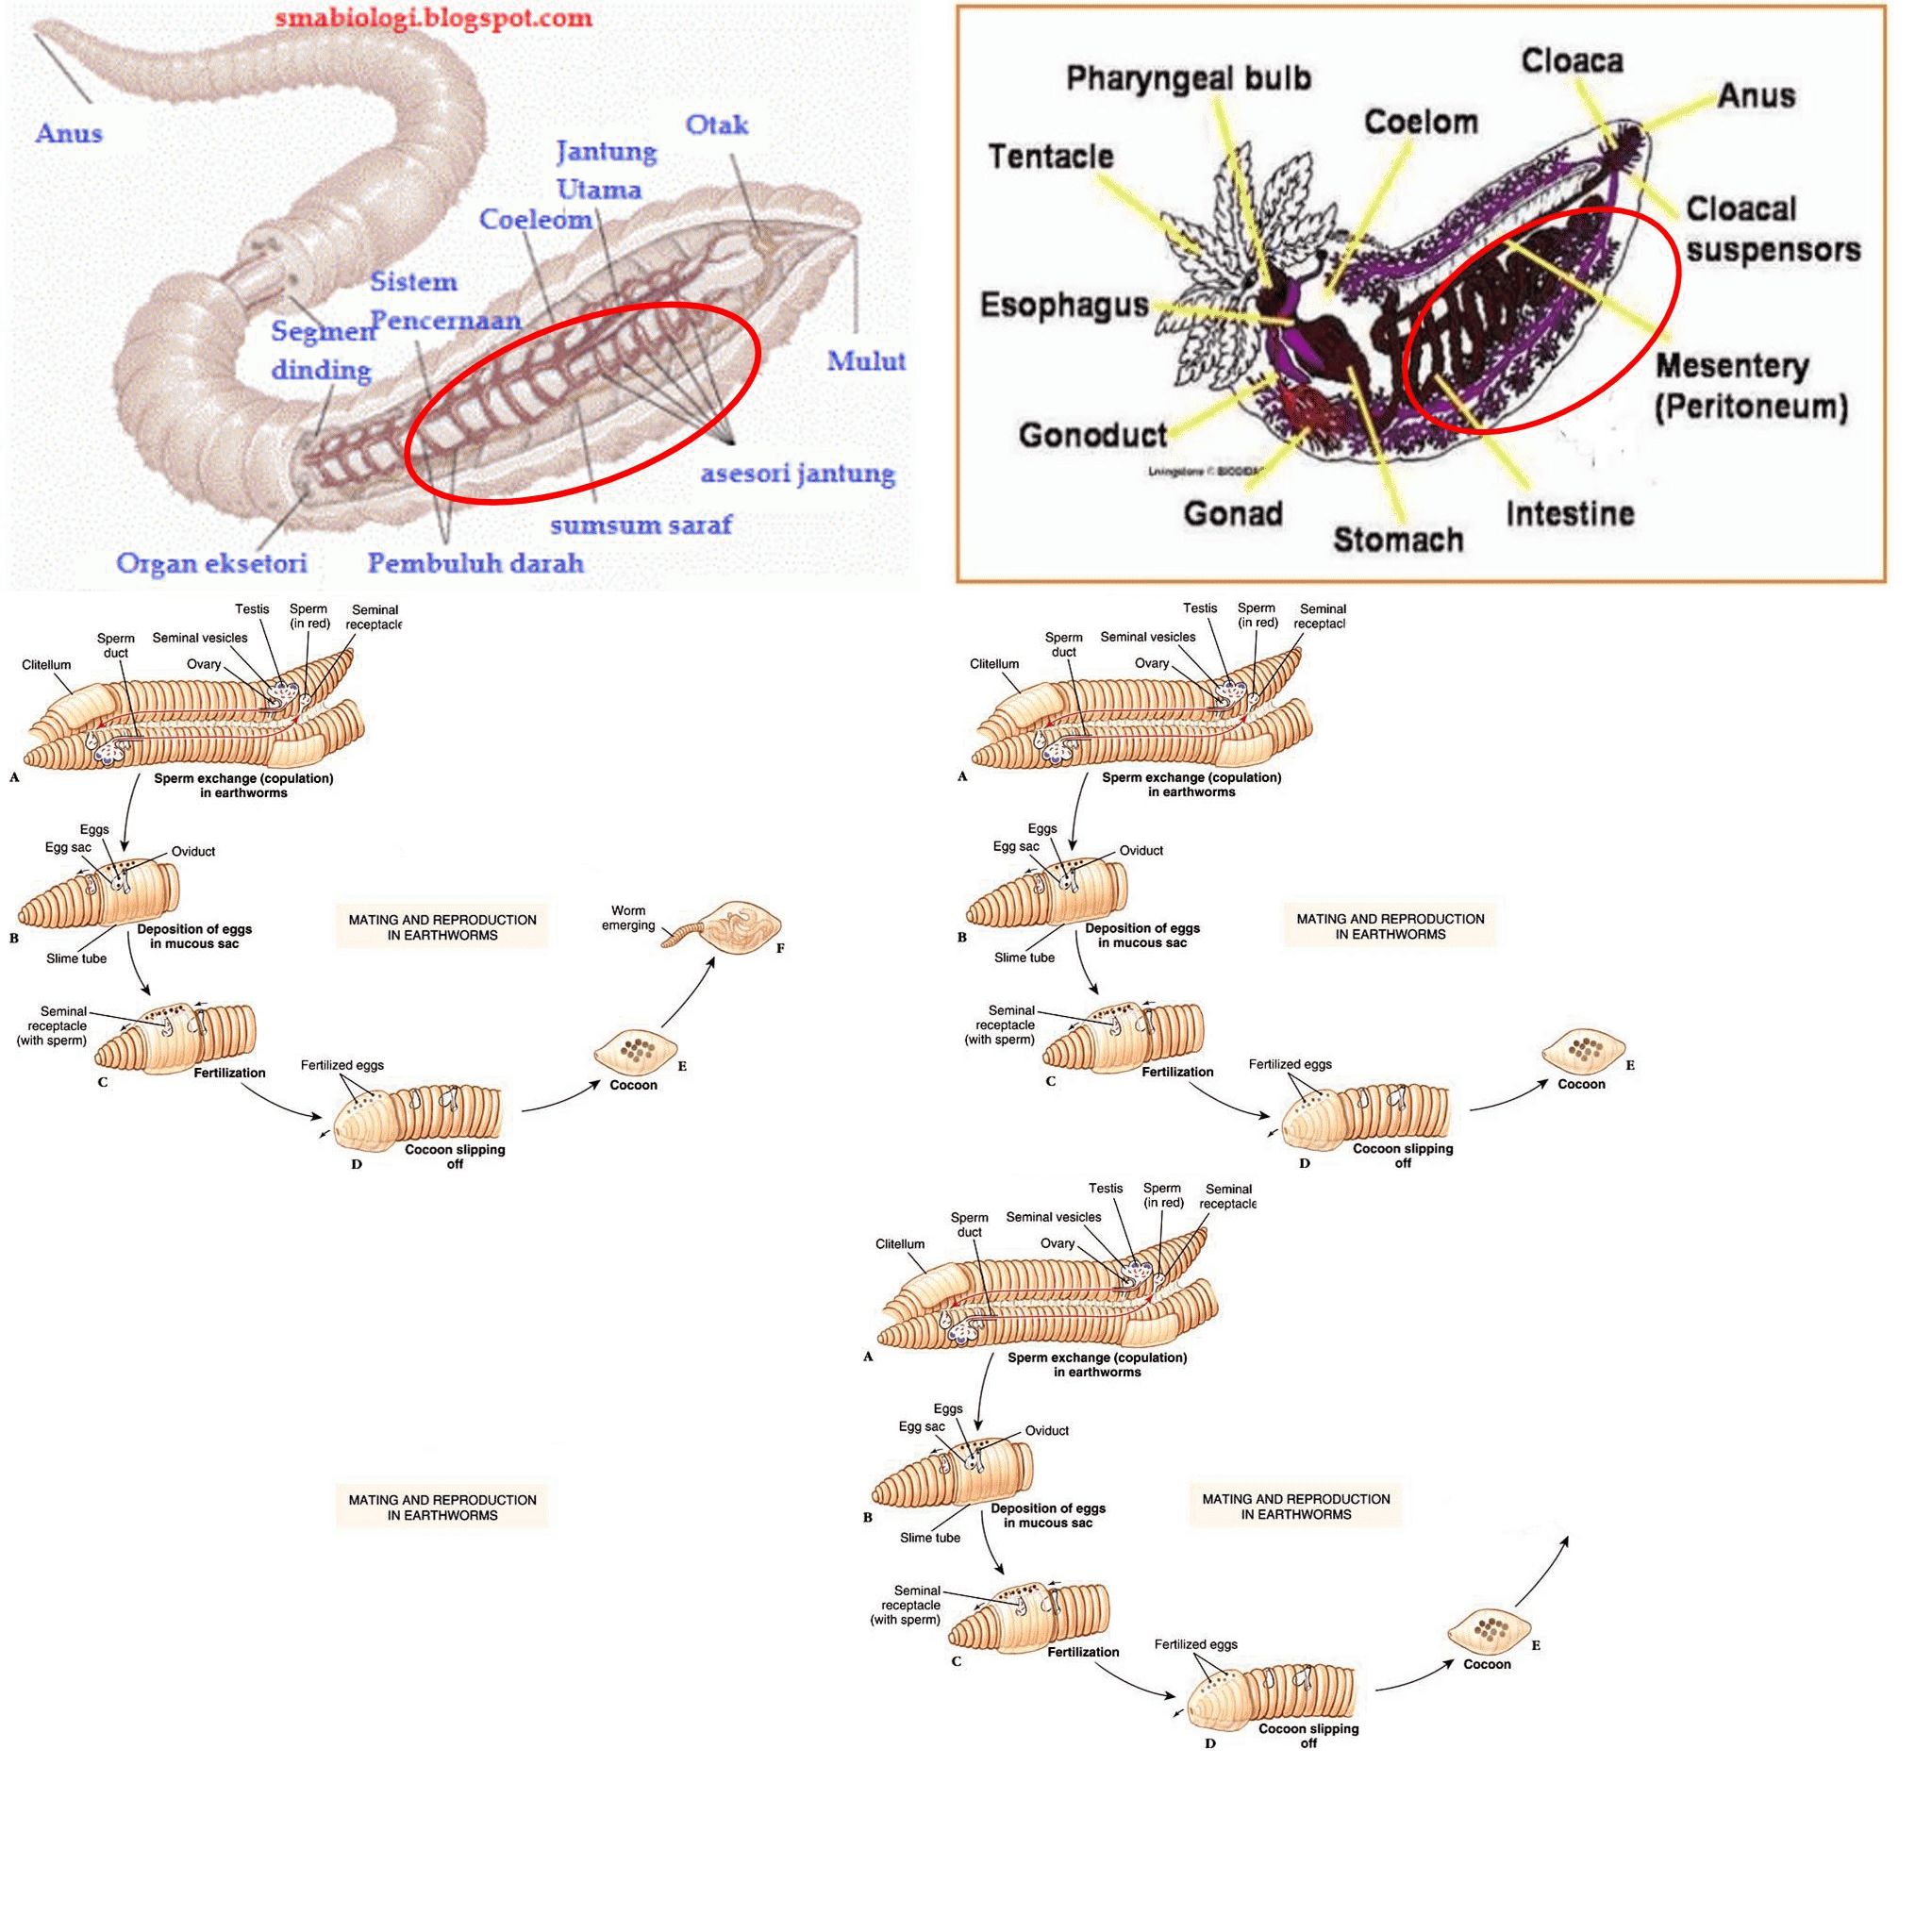 smabiologi.blogspot.com
Anus
Otak
Jantung
Utama
Coeleom
Sistem
Pencernaan
Segmen
dinding
Mulut
asesori jantung
sumsum saraf
Organ eksetori
Pembuluh darah
Cloaca
Pharyngeal bulb
Anus
Coelom
Tentacle
Cloacal
suspensors
Esophagus
Mesentery
(Peritoneum)
Gonoduct
Livingstone © BIODIDAC
Gonad
Intestine
Stomach
Testis
Sperm
(in red)
Seminal
receptacle
Sperm
duct
Seminal vesicles
Ovary
Clitellum
A
Sperm exchange (copulation)
in earthworms
Eggs
Egg sac
Oviduct
B
Deposition of eggs
in mucous sac
Slime tube
MATING AND REPRODUCTION
IN EARTHWORMS
Worm
emerging
F
Seminal
receptacle
(with sperm)
C
Fertilization
Fertilized eggs
D
Cocoon slipping
off
E
Cocoon
Testis
Sperm
(in red)
Seminal
receptacl
Sperm
duct
Seminal vesicles
Ovary
Clitellum
A
Sperm exchange (copulation)
in earthworms
Eggs
Egg sac
Oviduct
B
Deposition of eggs
in mucous sac
Slime tube
MATING AND REPRODUCTION
IN EARTHWORMS
Seminal
receptacle
(with sperm)
C
Fertilization
Fertilized eggs
D
Cocoon slipping
off
E
Cocoon
MATING AND REPRODUCTION
IN EARTHWORMS
Testis
Sperm
(in red)
Seminal
receptacle
Sperm
duct
Seminal vesicles
Ovary
Clitellum
A
Sperm exchange (copulation)
in earthworms
Eggs
Egg sac
Oviduct
B
Deposition of eggs
in mucous sac
Slime tube
MATING AND REPRODUCTION
IN EARTHWORMS
Seminal
receptacle
(with sperm)
C
Fertilization
Fertilized eggs
D
Cocoon slipping
off
E
Cocoon